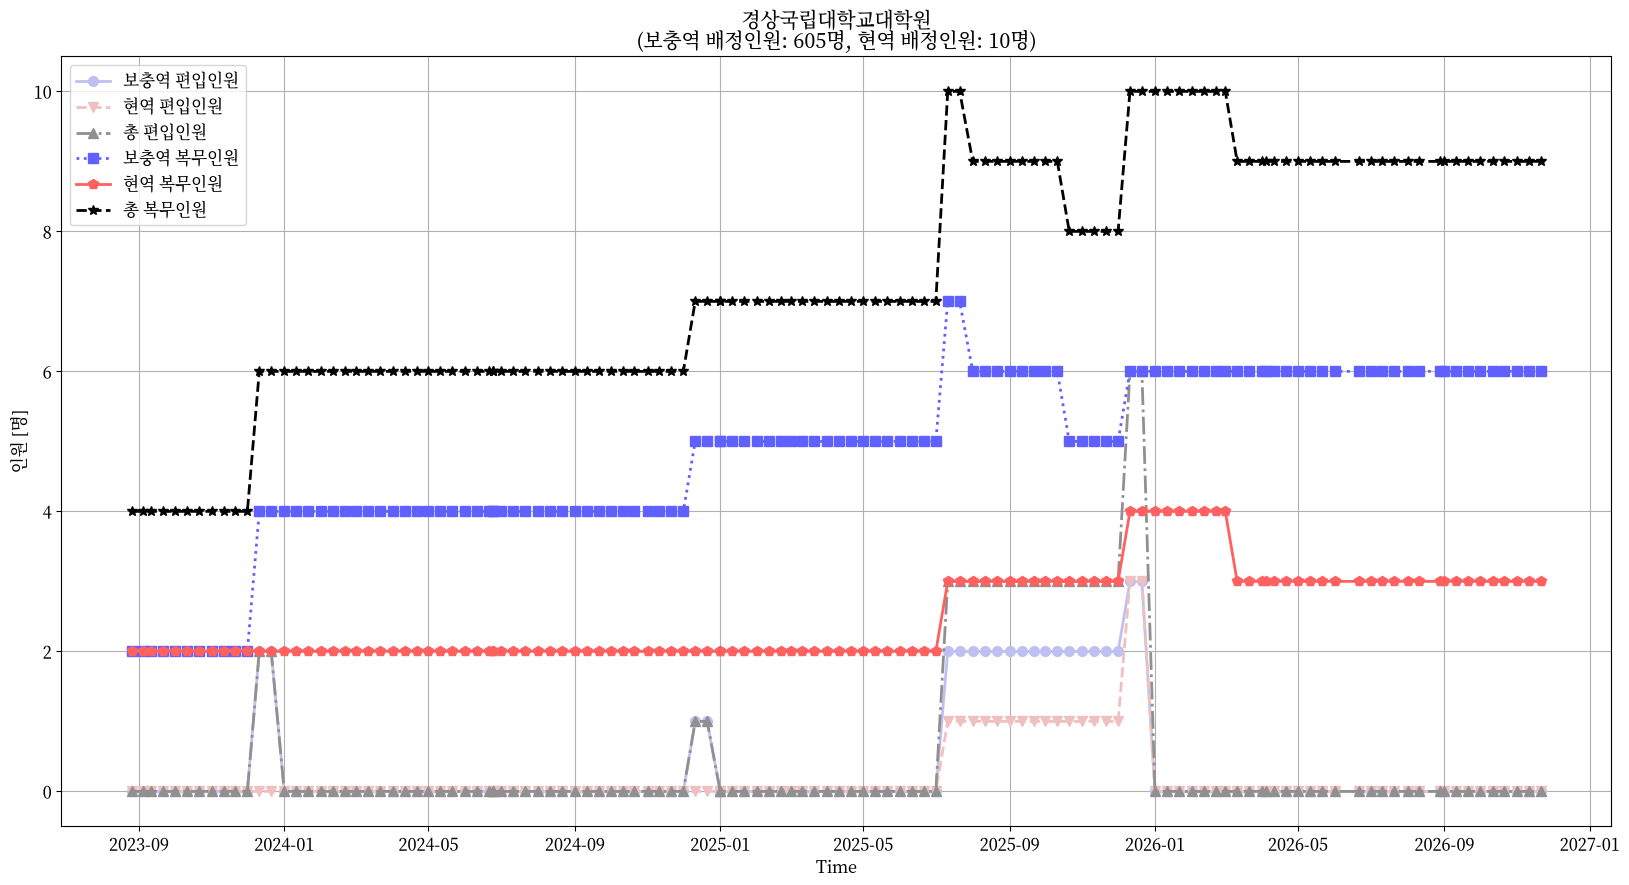 경상국립대학교대학원
(보충역 배정인원: 605명, 현역 배정인원: 10명)
보충역 편입인원
현역 편입인원
총 편입인원
보충역 복무인원
현역 복무인원
총 복무인원
인원 [명]
10
8
6
4
2
0
2023-09
2024-01
2024-05
2024-09
2025-01
2025-05
2025-09
2026-01
2026-05
2026-09
2027-01
Time